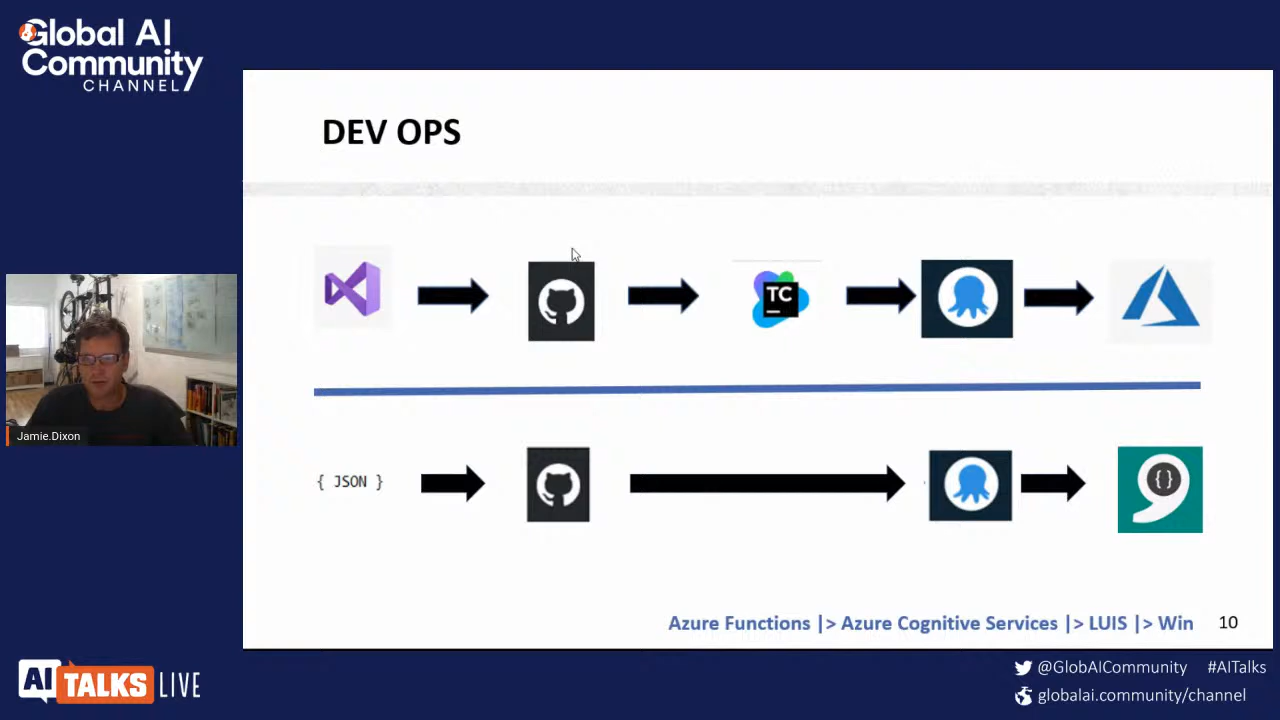 Global AI
Community
CHANNEL
DEV OPS
TC
{ JSON }
{}
Azure Functions |> Azure Cognitive Services |> LUIS |> Win
10
Jamie.Dixon
AI TALKS LIVE
@GlobAICommunity #AITalks
globalai.community/channel